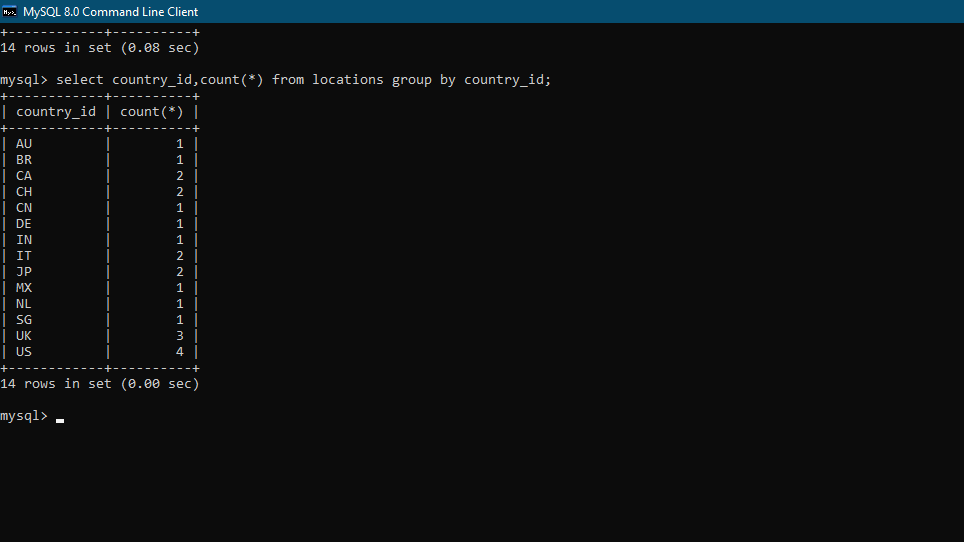 MySQL 8.0 Command Line Client
+------------+----------+
14 rows in set (0.08 sec)
mysql> select country_id,count(*) from locations group by country_id;
+------------+----------+
| country_id | count(*) |
+------------+----------+
| AU         |        1 |
| BR         |        1 |
| CA         |        2 |
| CH         |        2 |
| CN         |        1 |
| DE         |        1 |
| IN         |        1 |
| IT         |        2 |
| JP         |        2 |
| MX         |        1 |
| NL         |        1 |
| SG         |        1 |
| UK         |        3 |
| US         |        4 |
+------------+----------+
14 rows in set (0.00 sec)
mysql>